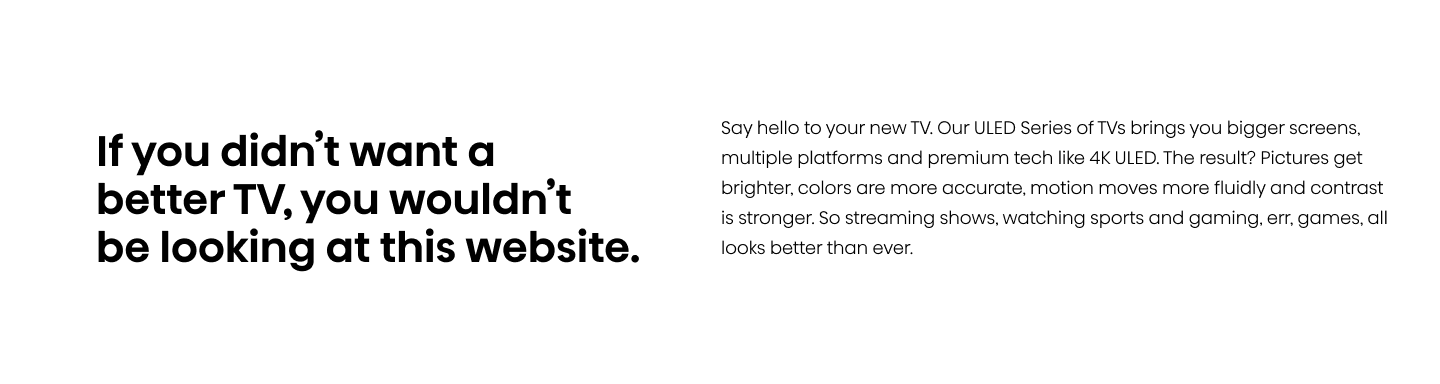 If you didn’t want a
better TV, you wouldn’t
be looking at this website.
Say hello to your new TV. Our ULED Series of TVs brings you bigger screens,
multiple platforms and premium tech like 4K ULED. The result? Pictures get
brighter, colors are more accurate, motion moves more fluidly and contrast
is stronger. So streaming shows, watching sports and gaming, err, games, all
looks better than ever.